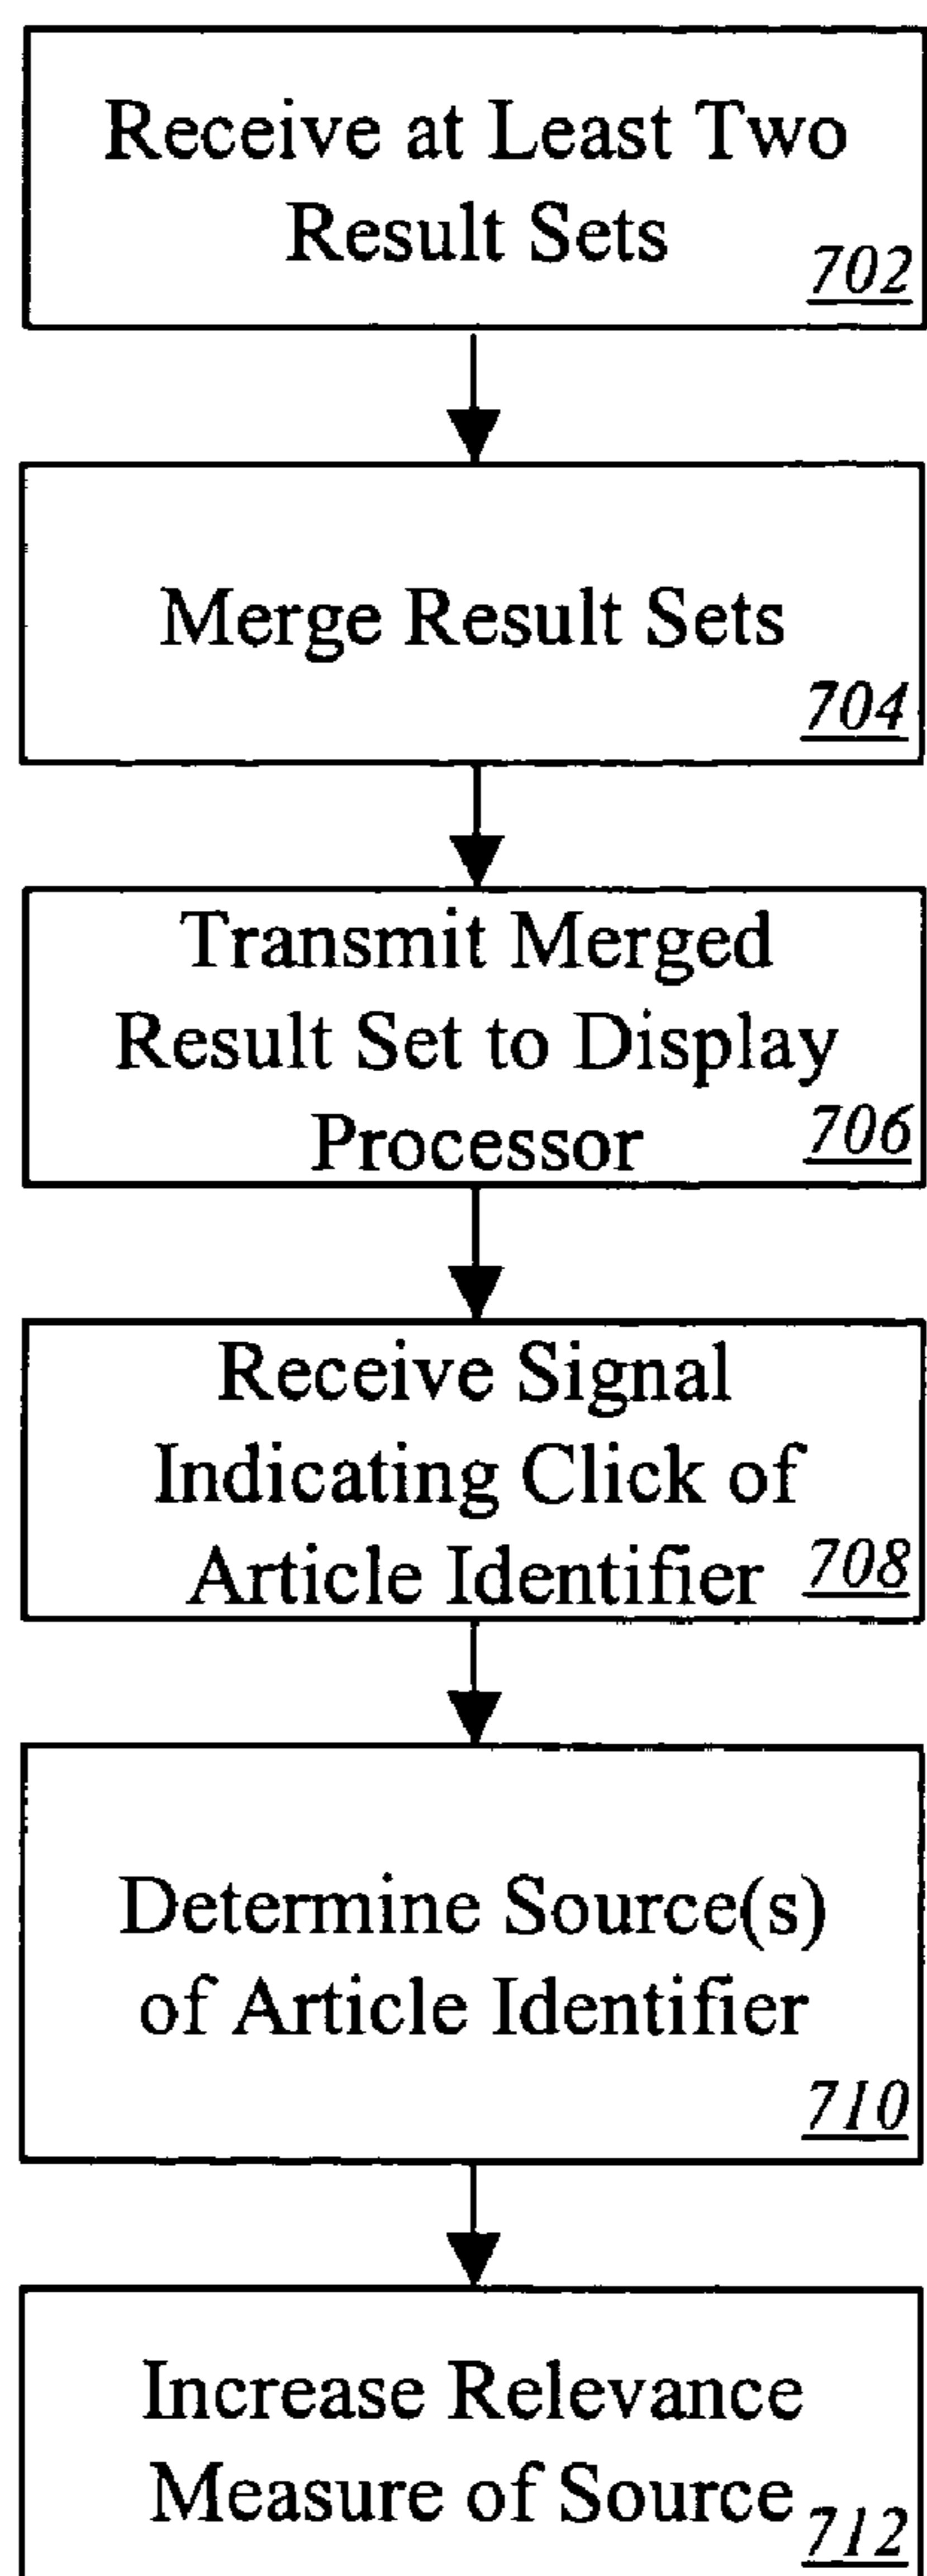 Receive at Least Two
Result Sets
702
Merge Result Sets
704
Transmit Merged
Result Set to Display
Processor
706
Receive Signal
Indicating Click of
Article Identifier
708
Determine Source(s)
of Article Identifier
710
Increase Relevance
Measure of Source
712